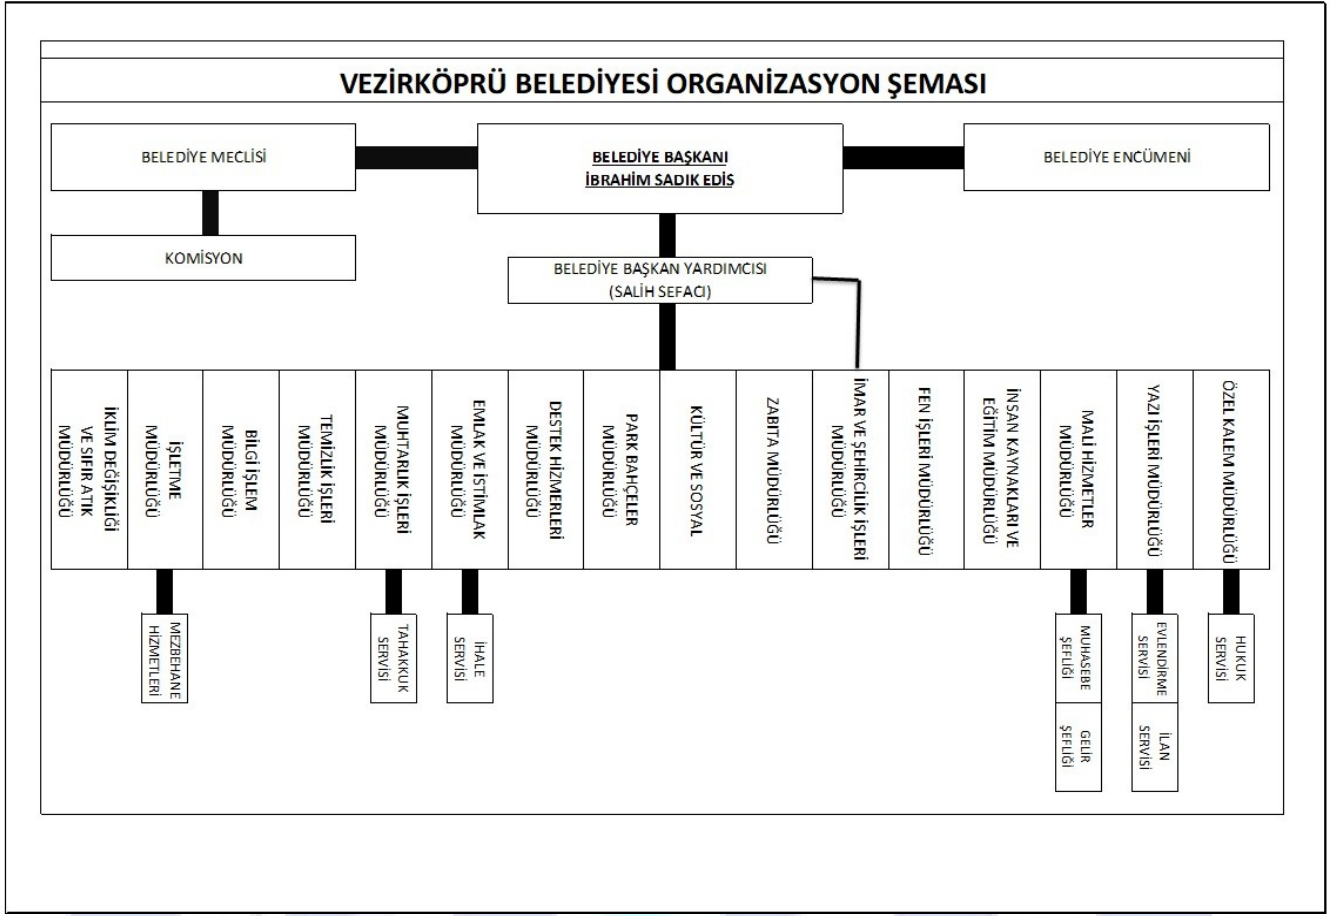 VEZİRKÖPRÜ BELEDİYESİ ORGANİZASYON ŞEMASI
BELEDİYE MECLİSİ
BELEDİYE BAŞKANI
İBRAHİM SADIK EDİS
BELEDİYE ENCÜMENİ
KOMİSYON
BELEDİYE BAŞKAN YARDIMCISI
(SALİH SEFACI)
İKLİM DEĞİŞİKLİĞİ
VE SIFIR ATIK
MÜDÜRLÜĞÜ
İŞLETME
MÜDÜRLÜĞÜ
BİLGİ İŞLEM
MÜDÜRLÜĞÜ
TEMİZLİK İŞLERİ
MÜDÜRLÜĞÜ
MUHTARLIK İŞLERİ
MÜDÜRLÜĞÜ
EMLAK VE İSTİMLAK
MÜDÜRLÜĞÜ
DESTEK HİZMERLERİ
MÜDÜRLÜĞÜ
PARK BAHÇELER
MÜDÜRLÜĞÜ
KÜLTÜR VE SOSYAL
ZABITA MÜDÜRLÜĞÜ
İMAR VE ŞEHİRCİLİK İŞLERİ
MÜDÜRLÜĞÜ
FEN İŞLERİ MÜDÜRLÜĞÜ
İNSAN KAYNAKLARI VE
EĞİTİM MÜDÜRLÜĞÜ
MALİ HİZMETLER
MÜDÜRLÜĞÜ
YAZI İŞLERİ MÜDÜRLÜĞÜ
ÖZEL KALEM MÜDÜRLÜĞÜ
MEZBEHANE
HİZMETLERİ
TAHAKKUK
SERVİSİ
İHALE
SERVİSİ
MUHASEBE
ŞEFLİĞİ
EVLENDİRME
SERVİSİ
HUKUK
SERVİSİ
GELİR
ŞEFLİĞİ
İLAN
SERVİSİ